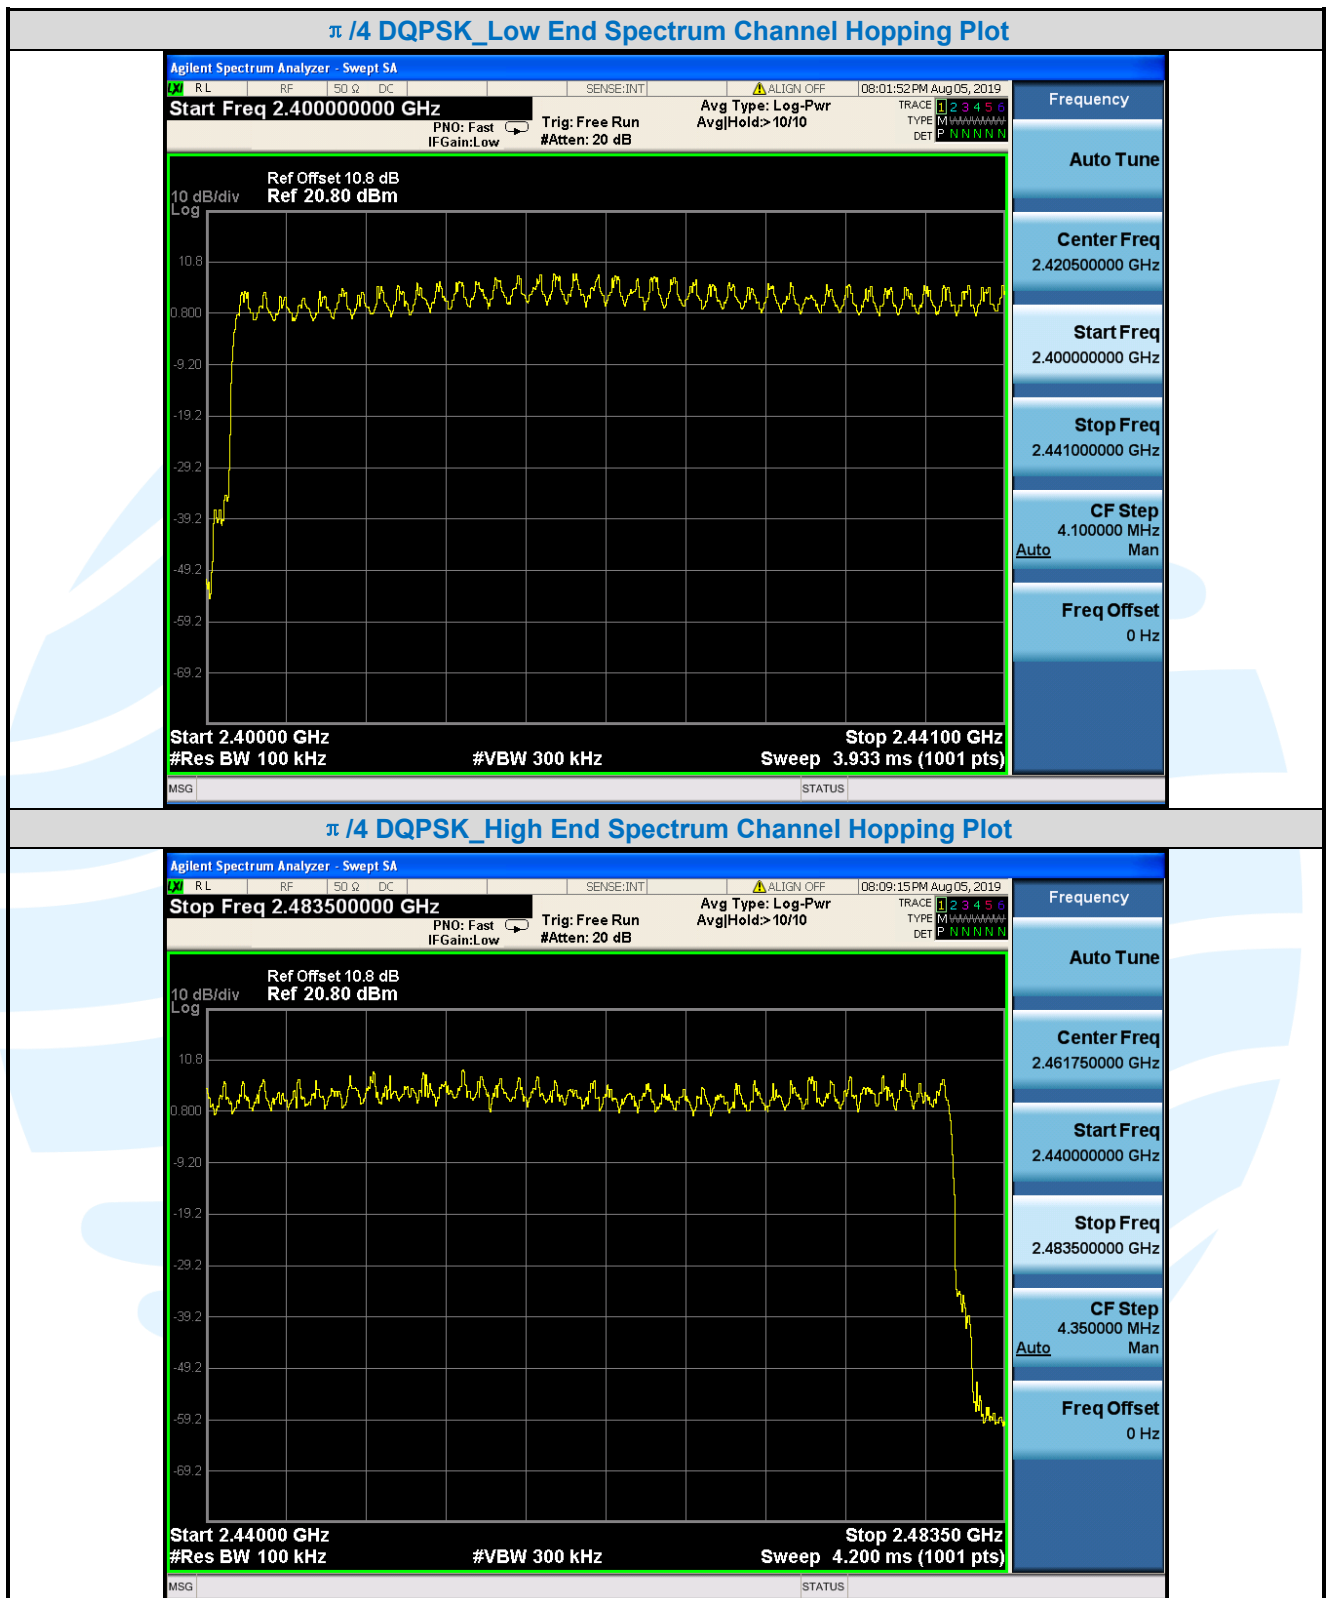 π /4 DQPSK_Low End Spectrum Channel Hopping Plot
Agilent Spectrum Analyzer - Swept SA
LXI RL RF 50 Ω DC SENSE:INT ALIGN OFF 08:01:52 PM Aug 05, 2019
Start Freq 2.400000000 GHz
PNO: Fast
IFGain:Low
Trig: Free Run
#Atten: 20 dB
Avg Type: Log-Pwr
Avg|Hold:>10/10
TRACE 1 2 3 4 5 6
TYPE M
DET P N N N N N
Frequency
Auto Tune
Center Freq
2.420500000 GHz
Start Freq
2.400000000 GHz
Stop Freq
2.441000000 GHz
CF Step
4.100000 MHz
Auto Man
Freq Offset
0 Hz
Ref Offset 10.8 dB
10 dB/div Ref 20.80 dBm
Log
10.8
0.800
-9.20
-19.2
-29.2
-39.2
-49.2
-59.2
-69.2
Start 2.40000 GHz Stop 2.44100 GHz
#Res BW 100 kHz #VBW 300 kHz Sweep 3.933 ms (1001 pts)
MSG STATUS
π /4 DQPSK_High End Spectrum Channel Hopping Plot
Agilent Spectrum Analyzer - Swept SA
LXI RL RF 50 Ω DC SENSE:INT ALIGN OFF 08:09:15 PM Aug 05, 2019
Stop Freq 2.483500000 GHz
PNO: Fast
IFGain:Low
Trig: Free Run
#Atten: 20 dB
Avg Type: Log-Pwr
Avg|Hold:>10/10
TRACE 1 2 3 4 5 6
TYPE M
DET P N N N N N
Frequency
Auto Tune
Center Freq
2.461750000 GHz
Start Freq
2.440000000 GHz
Stop Freq
2.483500000 GHz
CF Step
4.350000 MHz
Auto Man
Freq Offset
0 Hz
Ref Offset 10.8 dB
10 dB/div Ref 20.80 dBm
Log
10.8
0.800
-9.20
-19.2
-29.2
-39.2
-49.2
-59.2
-69.2
Start 2.44000 GHz Stop 2.48350 GHz
#Res BW 100 kHz #VBW 300 kHz Sweep 4.200 ms (1001 pts)
MSG STATUS